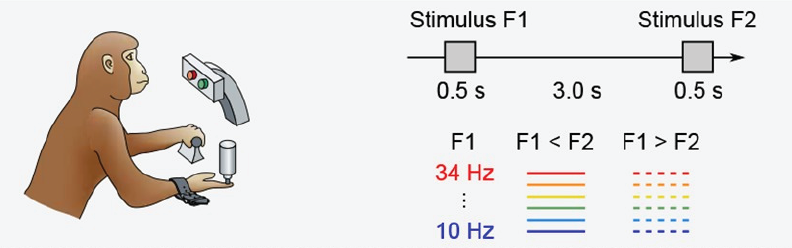 Stimulus F1 Stimulus F2
0.5 s 3.0 s 0.5 s
F1 F1 < F2 F1 > F2
34 Hz
⋮
10 Hz